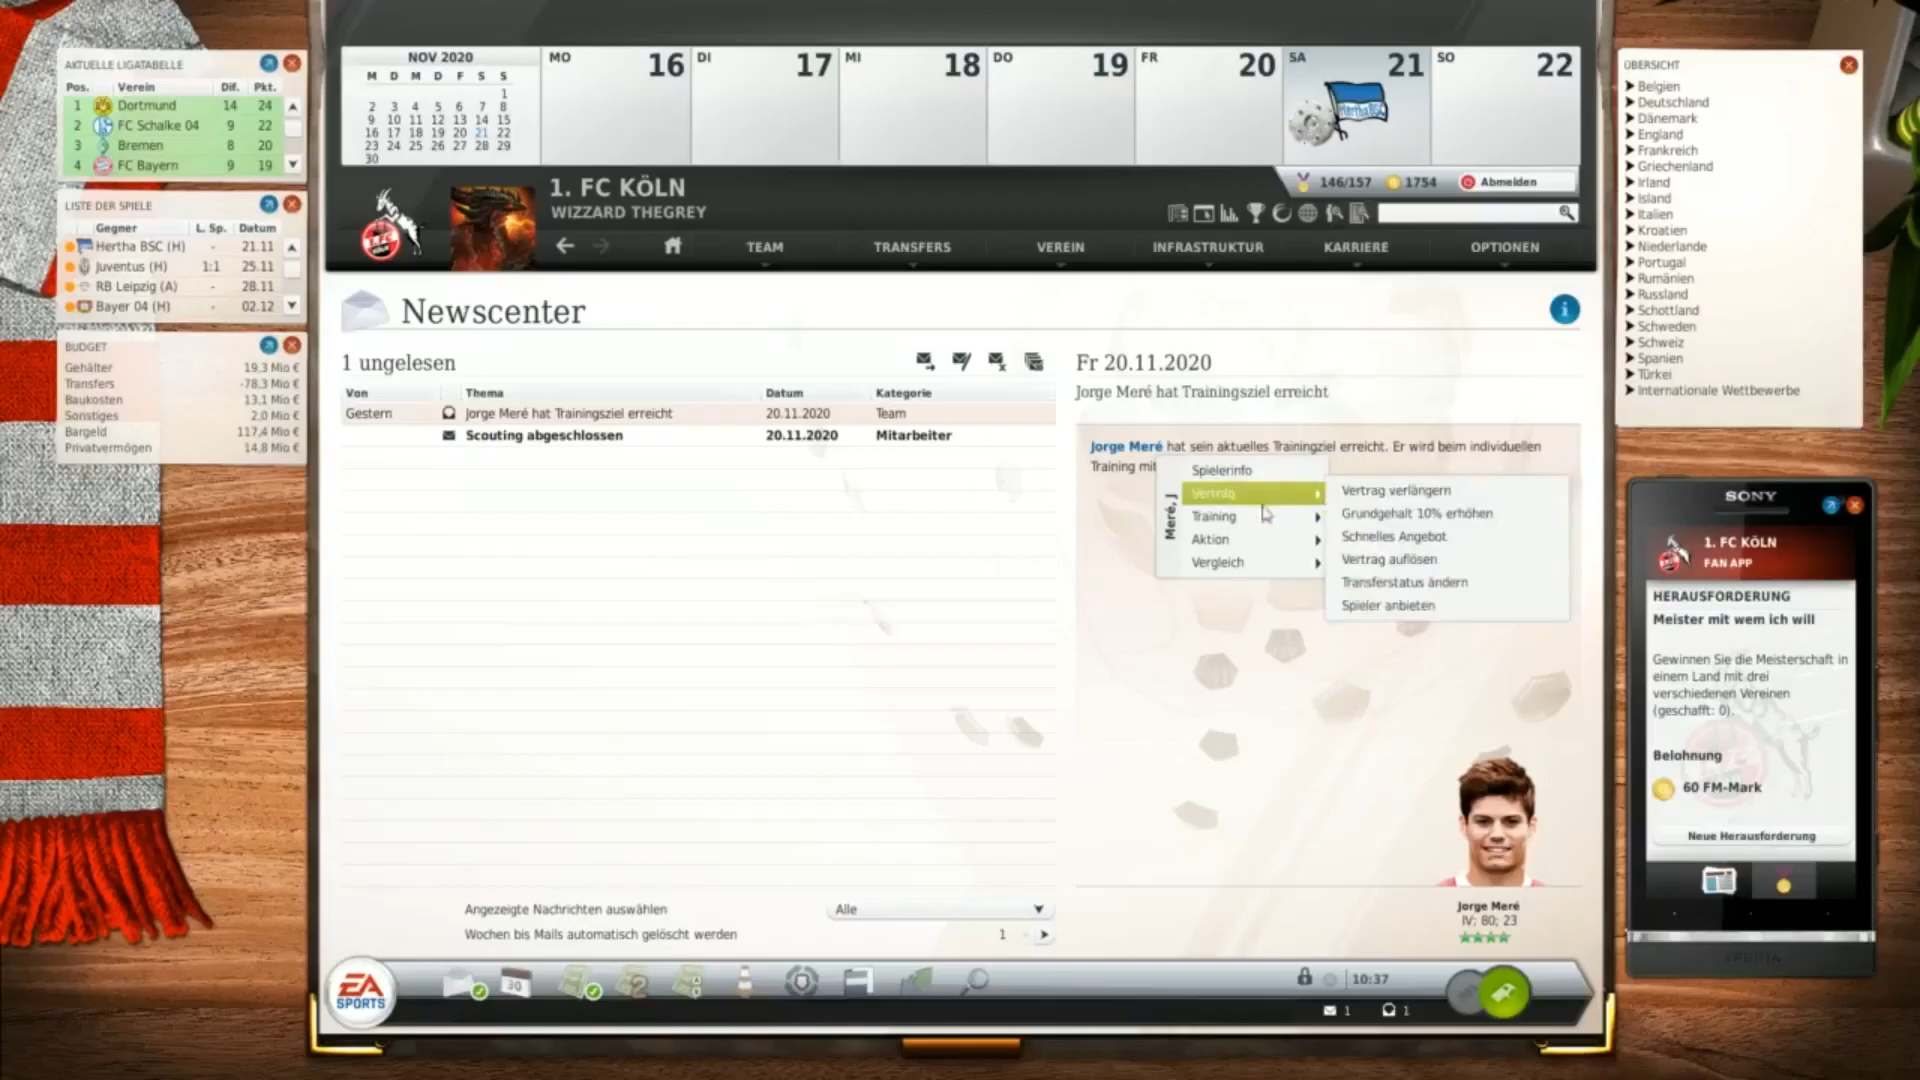 AKTUELLE LIGATABELLE
Pos. Verein Dif. Pkt.
1 Dortmund 14 24
2 FC Schalke 04 9 22
3 Bremen 8 20
4 FC Bayern 9 19
LISTE DER SPIELE
Gegner L. Sp. Datum
Hertha BSC (H) - 21.11
Juventus (H) 1:1 25.11
RB Leipzig (A) - 28.11
Bayer 04 (H) - 02.12
BUDGET
Gehälter 19,3 Mio €
Transfers -78,3 Mio €
Baukosten 13,1 Mio €
Sonstiges 2,0 Mio €
Bargeld 117,4 Mio €
Privatvermögen 14,8 Mio €
NOV 2020
M D M D F S S
1
2 3 4 5 6 7 8
9 10 11 12 13 14 15
16 17 18 19 20 21 22
23 24 25 26 27 28 29
30
MO 16
DI 17
MI 18
DO 19
FR 20
SA 21
SO 22
Hertha BSC
1. FC KÖLN
WIZZARD THEGREY
146/157 1754 Abmelden
TEAM TRANSFERS VEREIN INFRASTRUKTUR KARRIERE OPTIONEN
Newscenter
1 ungelesen
Von Thema Datum Kategorie
Gestern Jorge Meré hat Trainingsziel erreicht 20.11.2020 Team
Scouting abgeschlossen 20.11.2020 Mitarbeiter
Angezeigte Nachrichten auswählen Alle
Wochen bis Mails automatisch gelöscht werden 1
Fr 20.11.2020
Jorge Meré hat Trainingsziel erreicht
Jorge Meré hat sein aktuelles Trainingziel erreicht. Er wird beim individuellen
Training mit
Meré, J
Spielerinfo
Vertrag
Training
Aktion
Vergleich
Vertrag verlängern
Grundgehalt 10% erhöhen
Schnelles Angebot
Vertrag auflösen
Transferstatus ändern
Spieler anbieten
Jorge Meré
IV; 80; 23
EA
SPORTS
30
2
10:37
1 1
ÜBERSICHT
Belgien
Deutschland
Dänemark
England
Frankreich
Griechenland
Irland
Island
Italien
Kroatien
Niederlande
Portugal
Rumänien
Russland
Schottland
Schweden
Schweiz
Spanien
Türkei
Internationale Wettbewerbe
SONY
1. FC KÖLN
FAN APP
HERAUSFORDERUNG
Meister mit wem ich will
Gewinnen Sie die Meisterschaft in
einem Land mit drei
verschiedenen Vereinen
(geschafft: 0).
Belohnung
60 FM-Mark
Neue Herausforderung
XPERIA